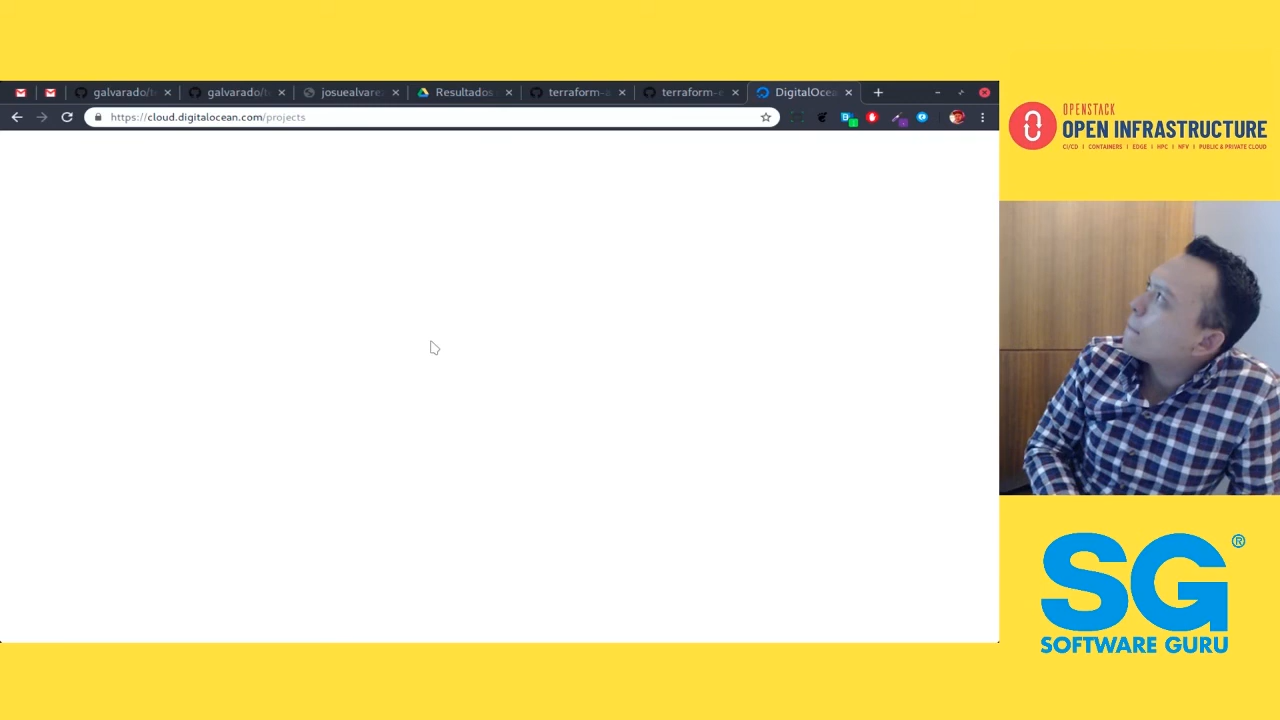 galvarado/t
galvarado/t
josuealvare
Resultados
terraform-
terraform-
DigitalOcea
https://cloud.digitalocean.com/projects
OPENSTACK
OPEN INFRASTRUCTURE
CI/CD | CONTAINERS | EDGE | HPC | NFV | PUBLIC & PRIVATE CLOUD
SG®
SOFTWARE GURU